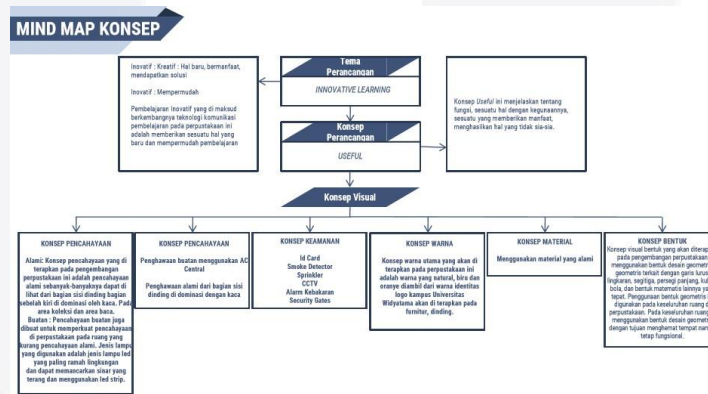 MIND MAP KONSEP
Tema
Perancangan
INNOVATIVE LEARNING
Inovatif : Kreatif : Hal baru, bermanfaat,
mendapatkan solusi
Inovatif : Mempermudah
Pembelajaran Inovatif yang di maksud
berkembangnya teknologi komunikasi
pembelajaran pada perpustakaan ini
adalah memberikan sesuatu hal yang
baru dan mempermudah pembelajaran
Konsep
Perancangan
USEFUL
Konsep Useful ini menjelaskan tentang
fungsi, sesuatu hal dengan kegunaannya,
sesuatu yang memberikan manfaat,
menghasilkan hal yang tidak sia-sia.
Konsep Visual
KONSEP PENCAHAYAAN
Alami: Konsep pencahayaan yang di
terapkan pada pengembangan
perpustakaan ini adalah pencahayaan
alami sebanyak-banyaknya dapat di
lihat dari bagian sisi dinding bagian
sebelah kiri di dominasi oleh kaca. Pada
area koleksi dan area baca.
Buatan : Pencahayaan buatan juga
dibuat untuk memperkuat pencahayaan
di perpustakaan pada ruang yang
kurang pencahayaan alami. Jenis lampu
yang digunakan adalah jenis lampu led
yang paling ramah lingkungan
dan dapat memancarkan sinar yang
terang dan menggunakan led strip.
KONSEP PENCAHAYAAN
Penghawaan buatan menggunakan AC
Central
Penghawaan alami dari bagian sisi
dinding di dominasi dengan kaca
KONSEP KEAMANAN
Id Card
Smoke Detector
Sprinkler
CCTV
Alarm Kebakaran
Security Gates
KONSEP WARNA
Konsep warna utama yang akan di
terapkan pada perpustakaan ini
adalah warna yang natural, biru dan
oranye diambil dari warna identitas
logo kampus Universitas
Widyatama akan di terapkan pada
furnitur, dinding.
KONSEP MATERIAL
Menggunakan material yang alami
KONSEP BENTUK
Konsep visual bentuk yang akan diterap
pada pengembangan perpustakaan
menggunakan bentuk desain geometr
geometris terkait dengan garis lurus
lingkaran, segitiga, persegi panjang, kub
bola, dan bentuk matematis lainnya ya
tepat. Penggunaan bentuk geometris
digunakan pada keseluruhan ruang d
perpustakaan. Pada keseluruhan ruang
menggunakan bentuk desain geomet
dengan tujuan menghemat tempat nam
tetap fungsional.